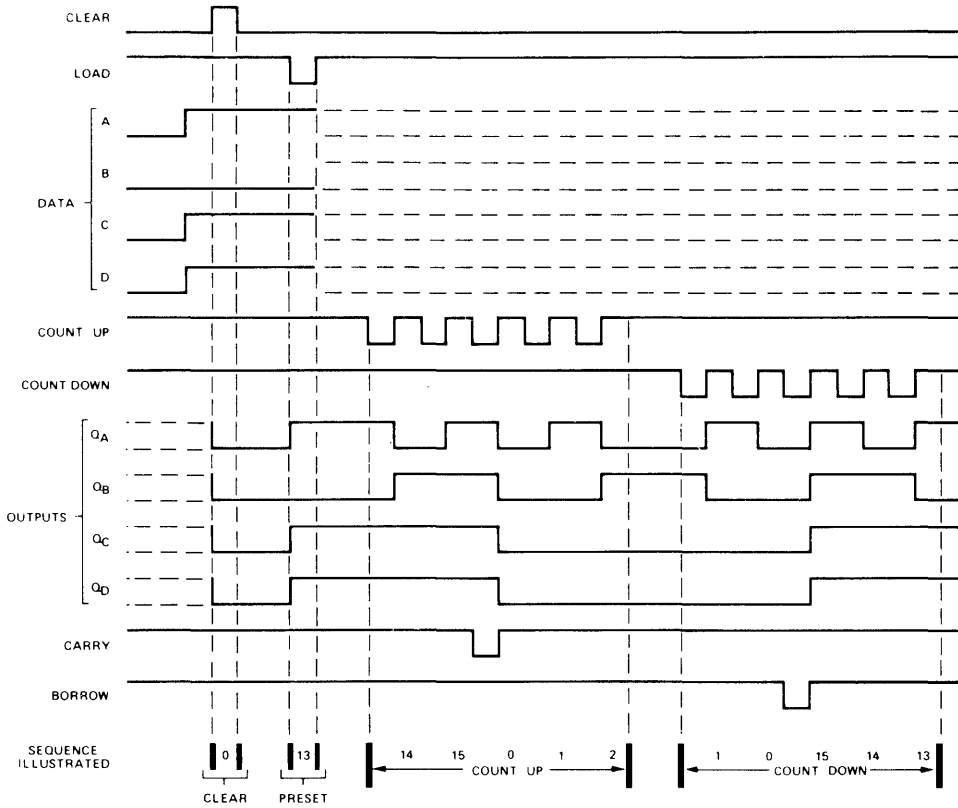 CLEAR
LOAD
A
B
DATA
C
D
COUNT UP
COUNT DOWN
QA
QB
OUTPUTS
QC
QD
CARRY
BORROW
SEQUENCE
ILLUSTRATED
0 13 14 15 0 1 2 1 0 15 14 13
COUNT UP COUNT DOWN
CLEAR PRESET